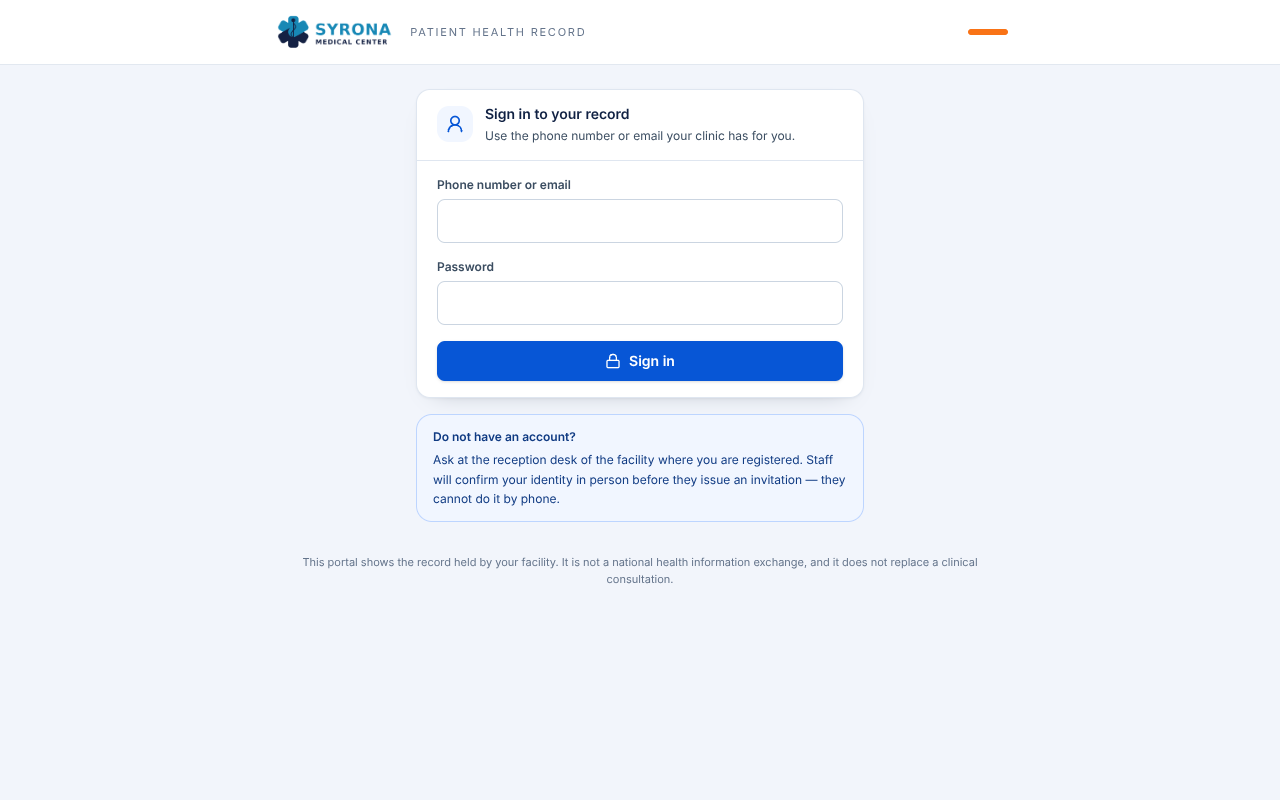 SYRONA
MEDICAL CENTER
PATIENT HEALTH RECORD
Sign in to your record
Use the phone number or email your clinic has for you.
Phone number or email
Password
Sign in
Do not have an account?
Ask at the reception desk of the facility where you are registered. Staff
will confirm your identity in person before they issue an invitation — they
cannot do it by phone.
This portal shows the record held by your facility. It is not a national health information exchange, and it does not replace a clinical
consultation.